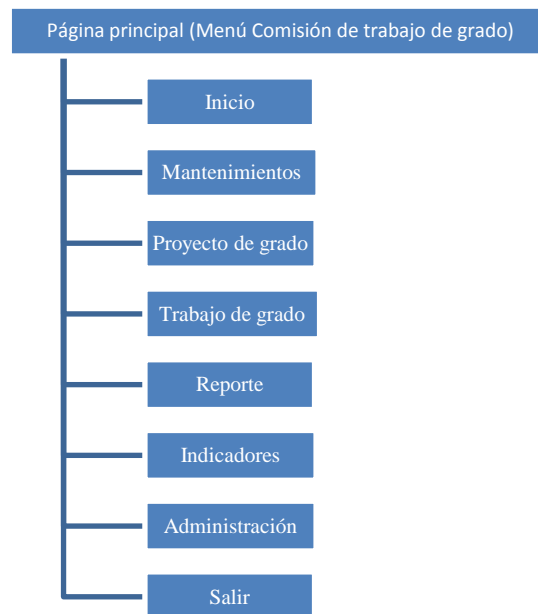 Página principal (Menú Comisión de trabajo de grado)
Inicio
Mantenimientos
Proyecto de grado
Trabajo de grado
Reporte
Indicadores
Administración
Salir